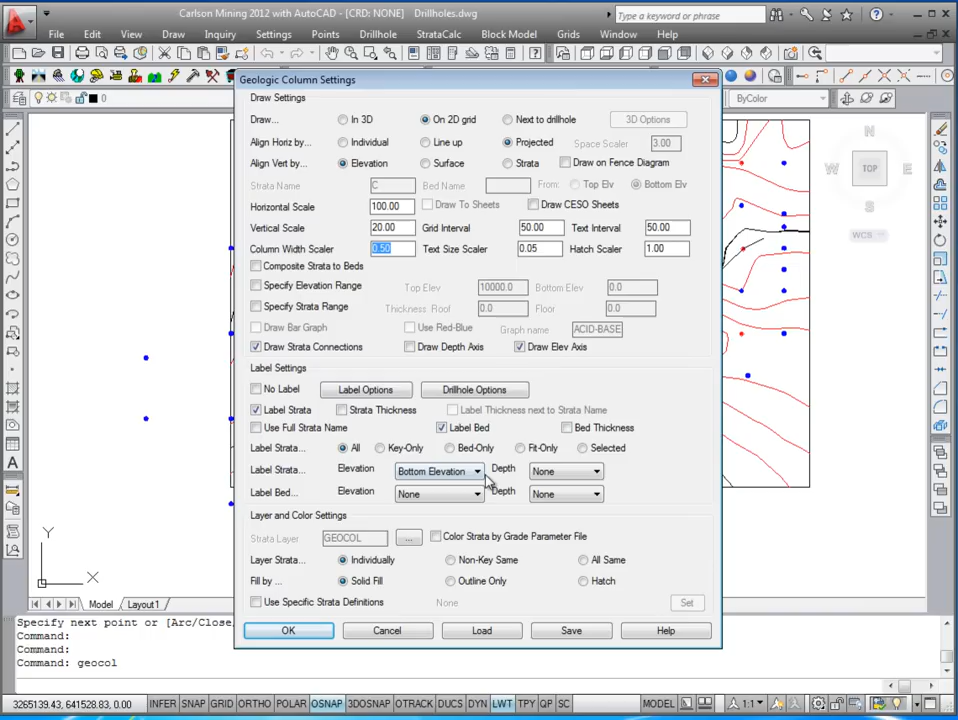 Carlson Mining 2012 with AutoCAD - [CRD: NONE] Drillholes.dwg
Type a keyword or phrase
File Edit View Draw Inquiry Settings Points Drillhole StrataCalc Block Model Grids Window Help
0
ByColor
Geologic Column Settings
Draw Settings
Draw... In 3D On 2D grid Next to drillhole 3D Options
Align Horiz by... Individual Line up Projected Space Scaler 3.00
Align Vert by... Elevation Surface Strata Draw on Fence Diagram
Strata Name C Bed Name From: Top Elv Bottom Elv
Horizontal Scale 100.00 Draw To Sheets Draw CESO Sheets
Vertical Scale 20.00 Grid Interval 50.00 Text Interval 50.00
Column Width Scaler 0.50 Text Size Scaler 0.05 Hatch Scaler 1.00
Composite Strata to Beds
Specify Elevation Range Top Elev 10000.0 Bottom Elev 0.0
Specify Strata Range Thickness Roof 0.0 Floor 0.0
Draw Bar Graph Use Red-Blue Graph name ACID-BASE
Draw Strata Connections Draw Depth Axis Draw Elev Axis
Label Settings
No Label Label Options Drillhole Options
Label Strata Strata Thickness Label Thickness next to Strata Name
Use Full Strata Name Label Bed Bed Thickness
Label Strata... All Key-Only Bed-Only Fit-Only Selected
Label Strata... Elevation Bottom Elevation Depth None
Label Bed... Elevation None Depth None
Layer and Color Settings
Strata Layer GEOCOL ... Color Strata by Grade Parameter File
Layer Strata... Individually Non-Key Same All Same
Fill by ... Solid Fill Outline Only Hatch
Use Specific Strata Definitions None Set
OK Cancel Load Save Help
N
W TOP E
S
WCS
Y
X
A
Model Layout1
Specify next point or [Arc/Close,
Command:
Command:
Command: geocol
3265139.43, 538210.83, 0.00 INFER SNAP GRID ORTHO POLAR OSNAP 3DOSNAP OTRACK DUCS DYN LWT TPY QP SC MODEL 1:1